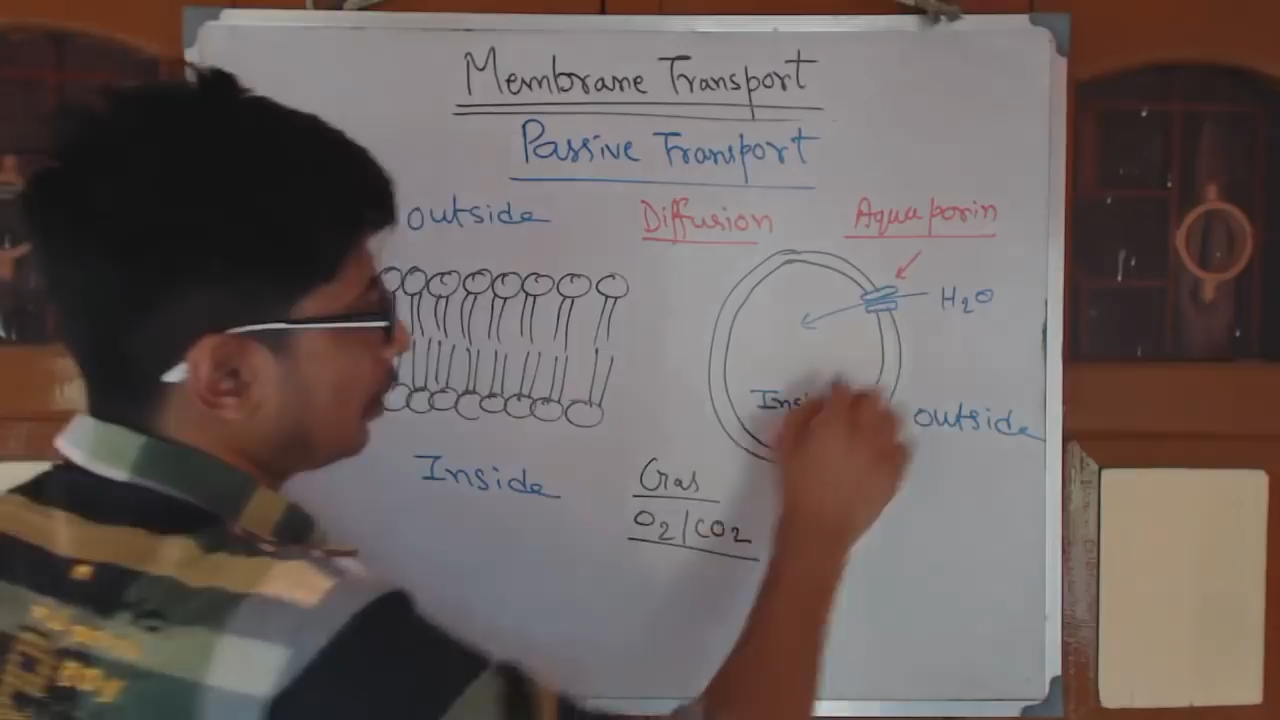 Membrane Transport
Passive Transport
outside
Diffusion
Aquaporin
H2O
outside
Inside
Gas
O2/CO2